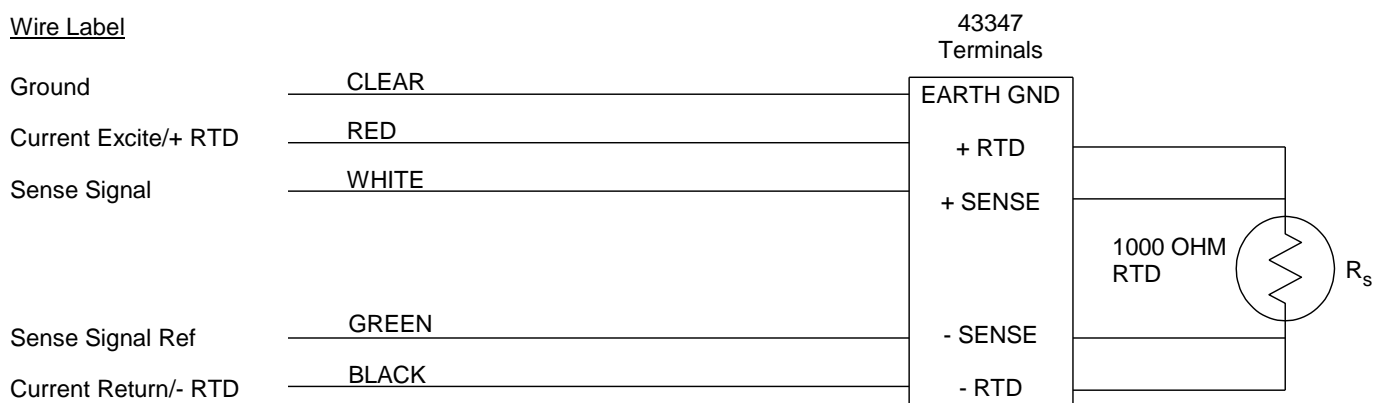 Wire Label
43347
Terminals
Ground CLEAR EARTH GND
Current Excite/+ RTD RED + RTD
Sense Signal WHITE + SENSE
1000 OHM
RTD
Rs
Sense Signal Ref GREEN - SENSE
Current Return/- RTD BLACK - RTD